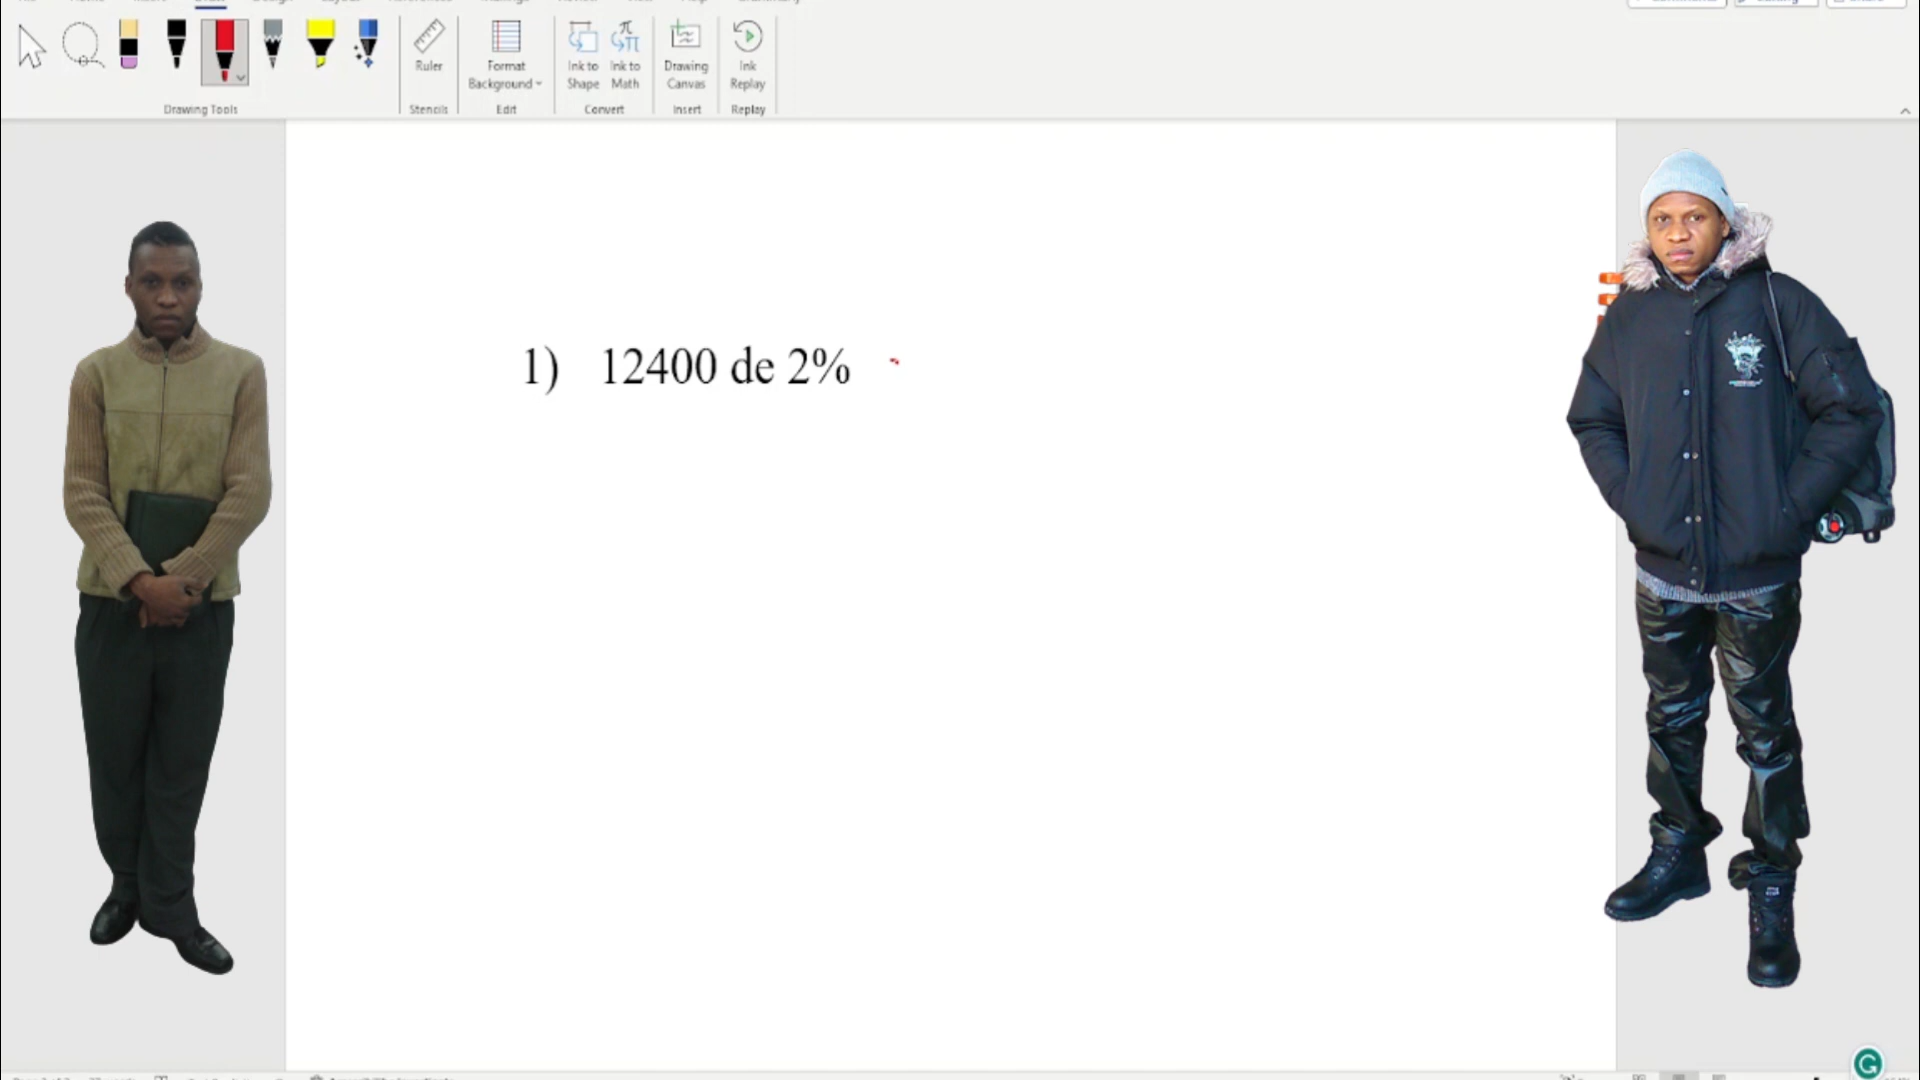 Ruler
Format
Background
Ink to
Shape
Ink to
Math
Drawing
Canvas
Ink
Replay
Drawing Tools
Stencils
Edit
Convert
Insert
Replay
1) 12400 de 2%